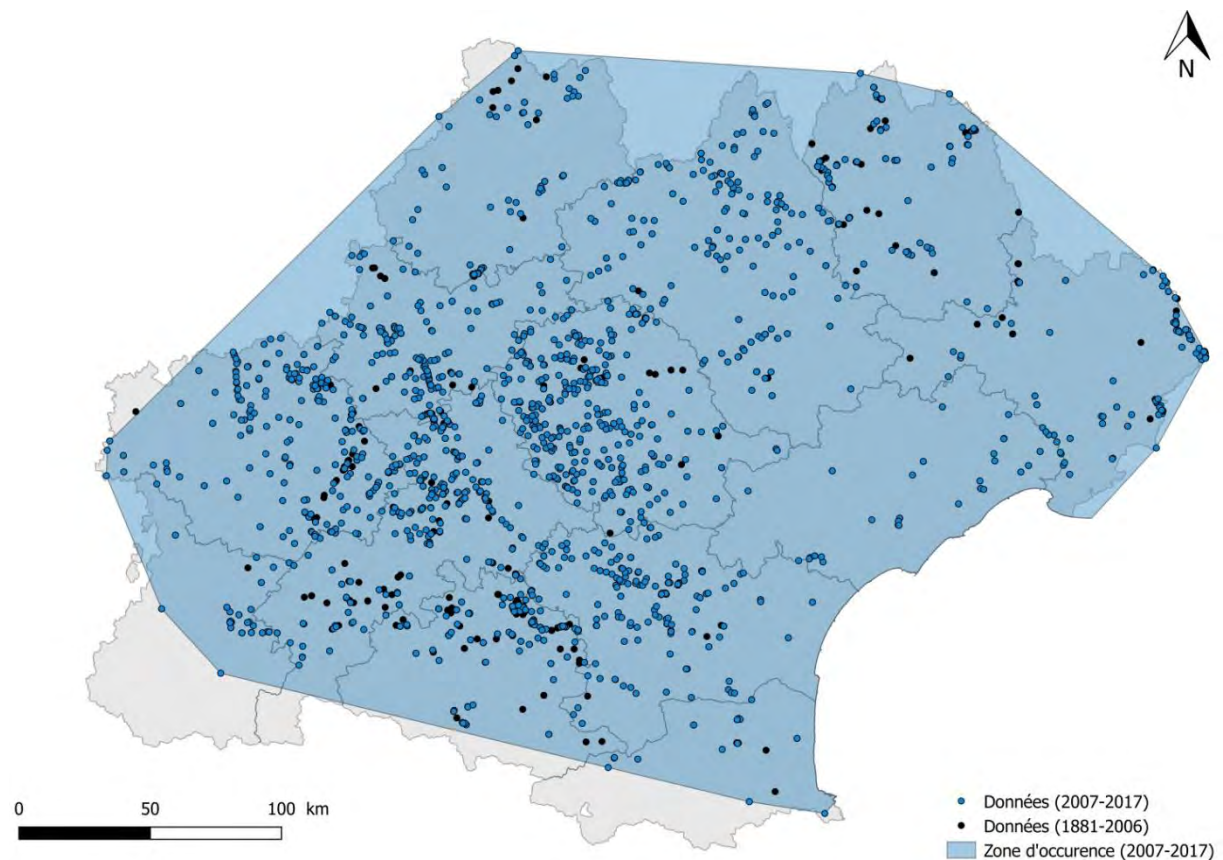 N
0 50 100 km
Données (2007-2017)
Données (1881-2006)
Zone d'occurence (2007-2017)